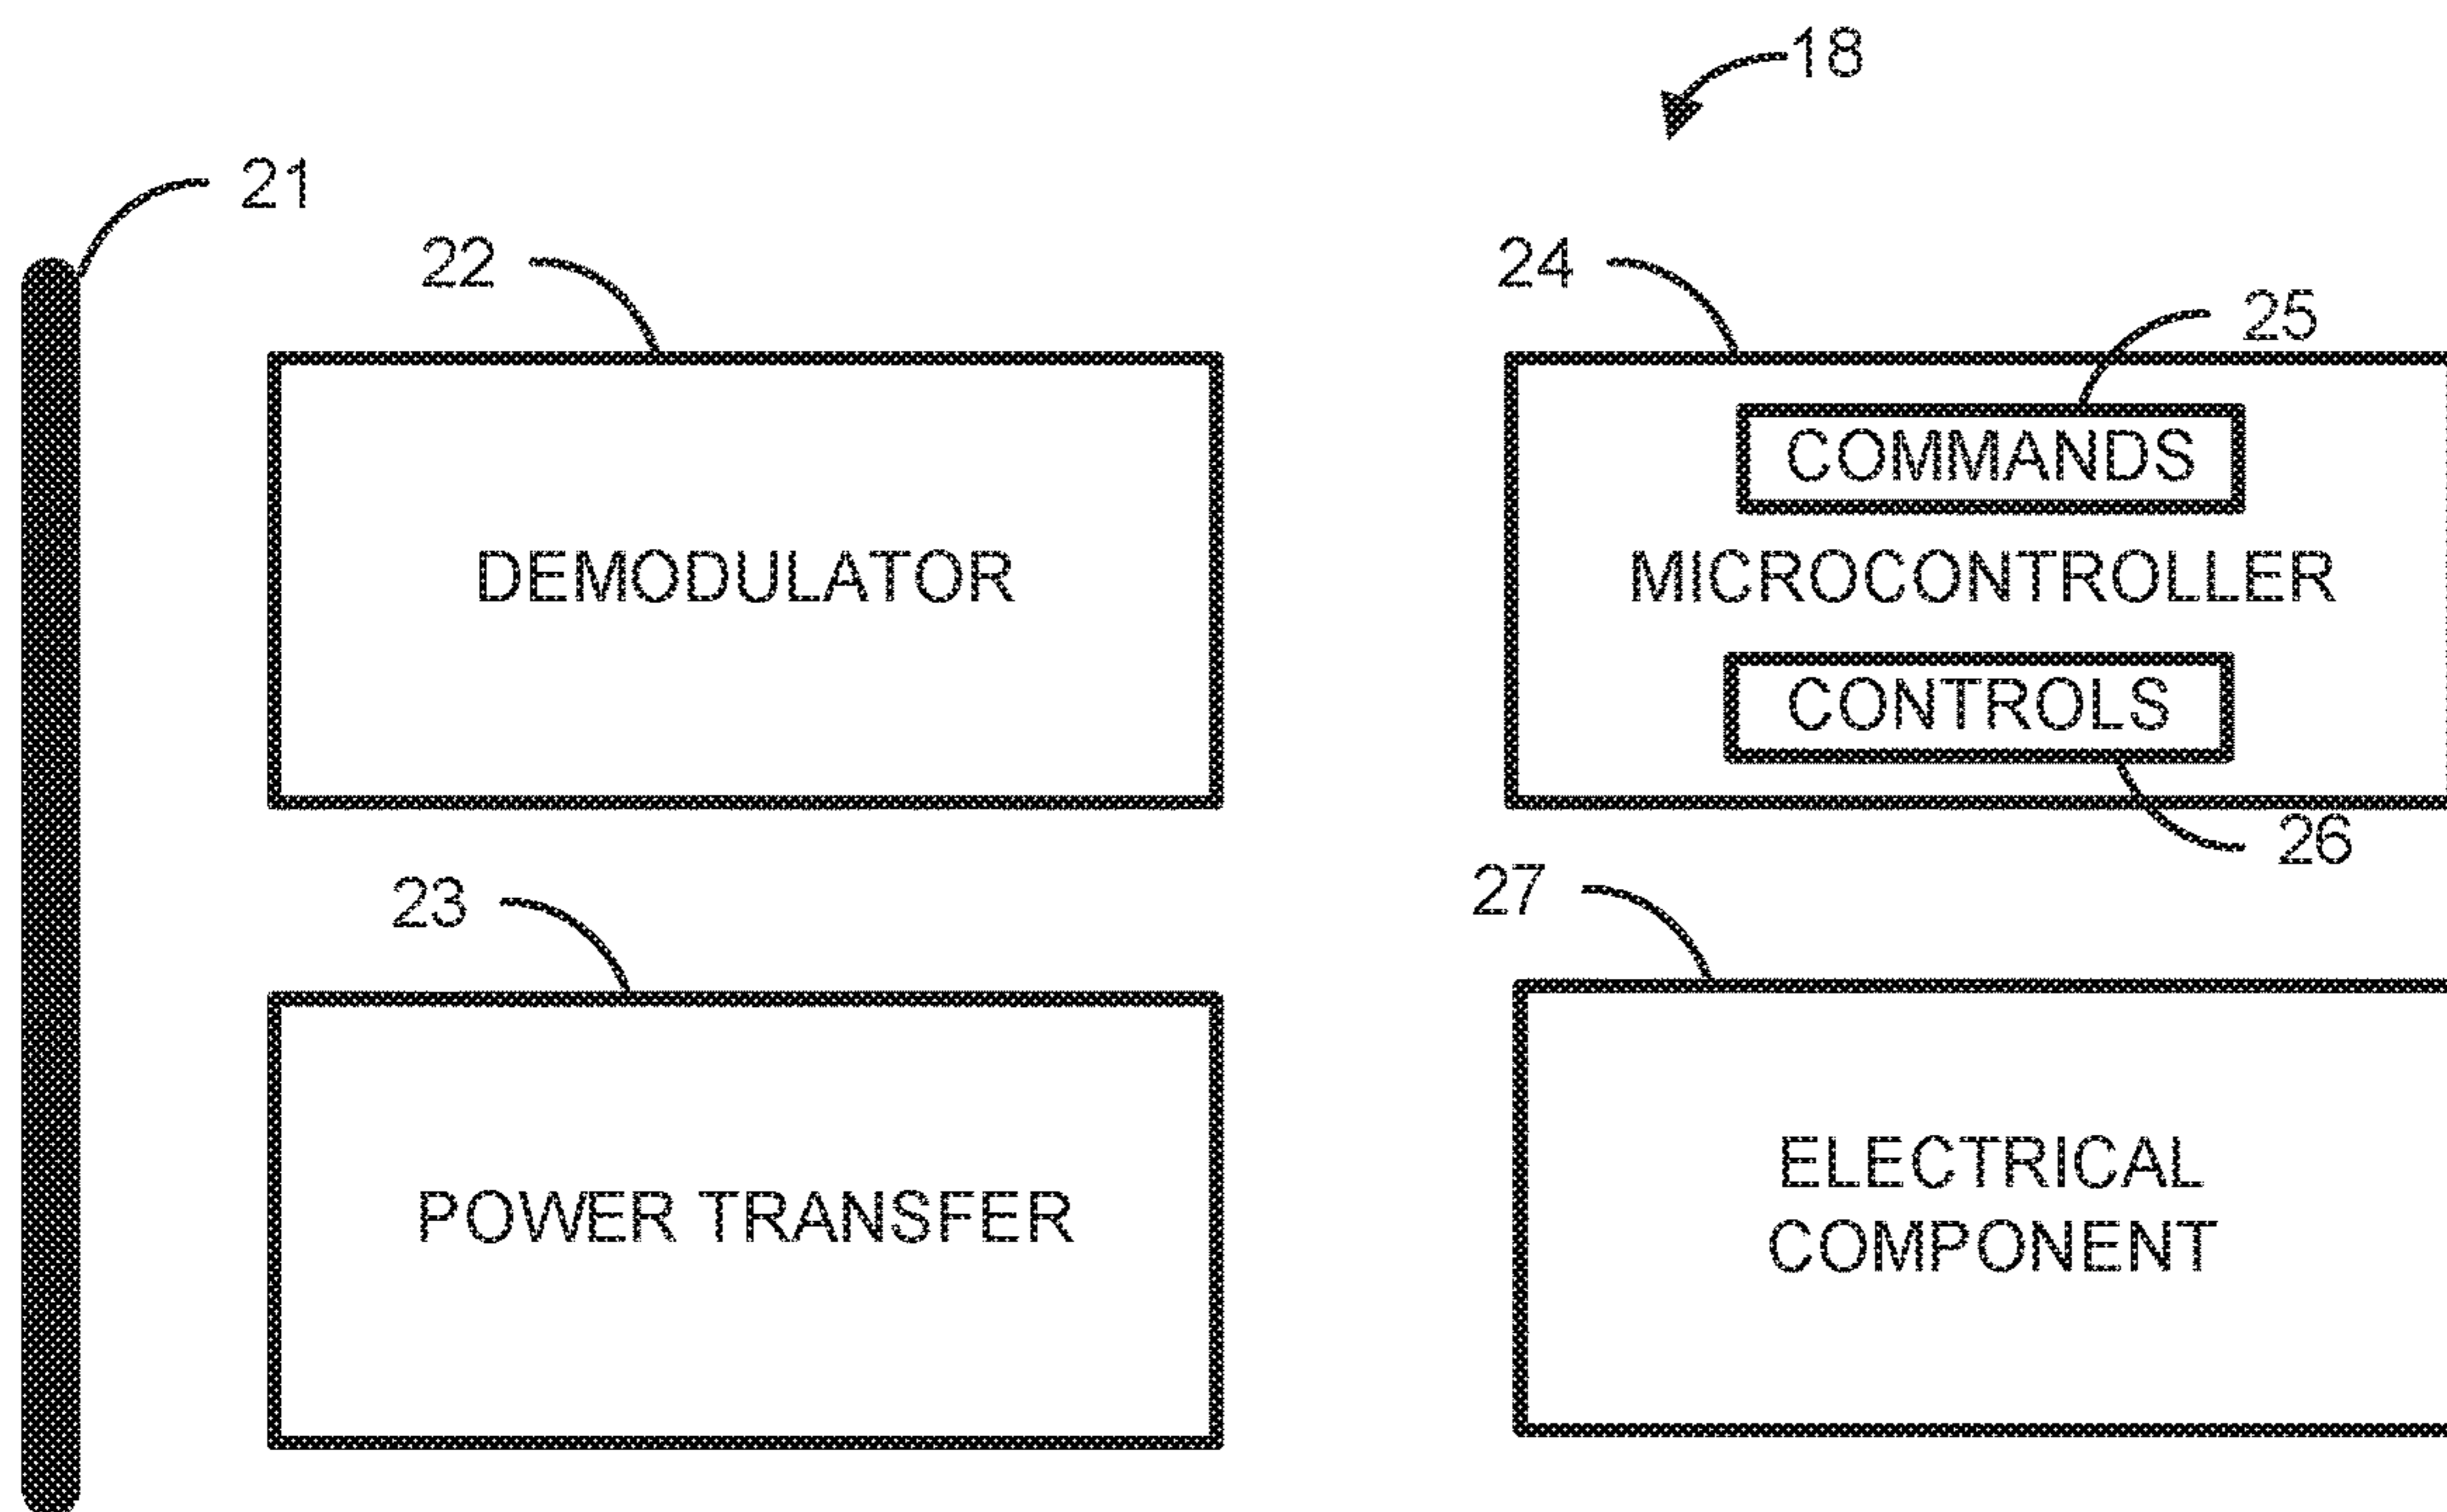 18
21
22
24
25
COMMANDS
DEMODULATOR
MICROCONTROLLER
CONTROLS
26
23
27
POWER TRANSFER
ELECTRICAL
COMPONENT